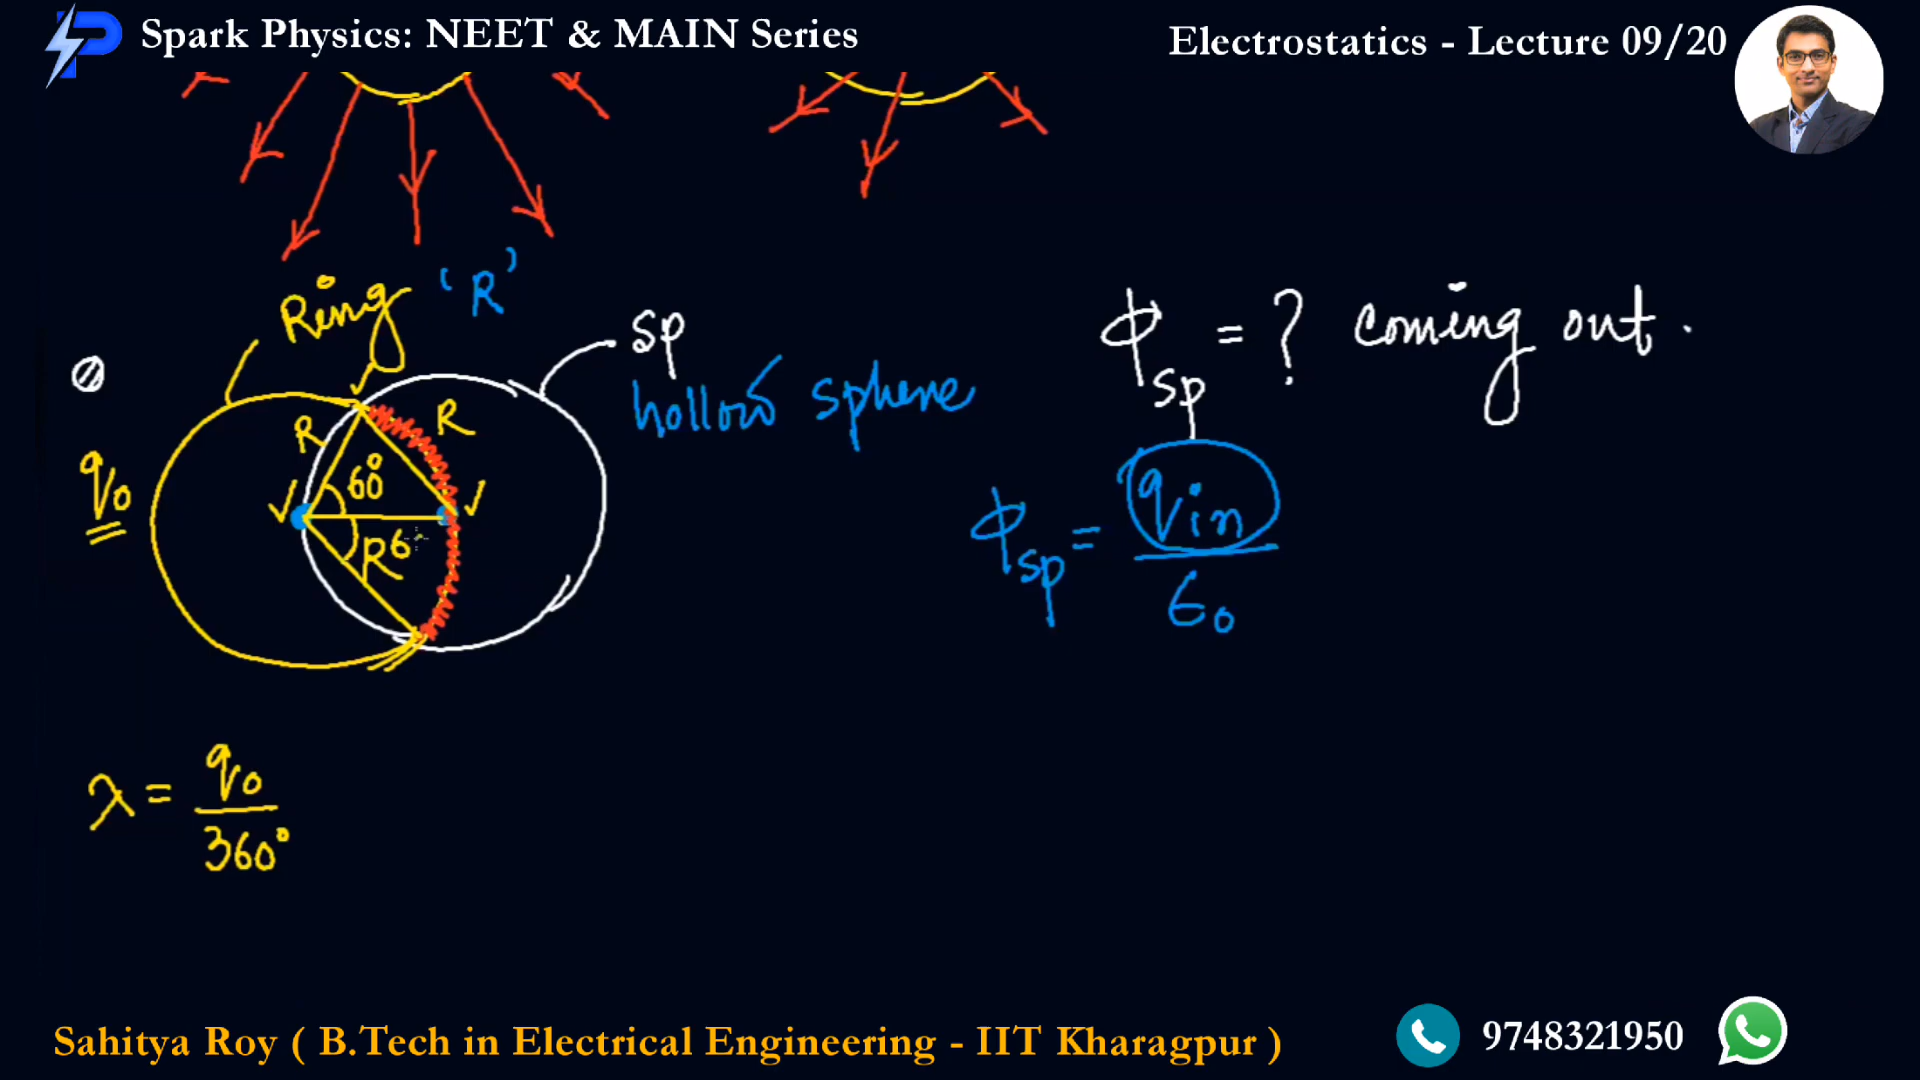 Spark Physics: NEET & MAIN Series
Electrostatics - Lecture 09/20
Ring 'R'
sp
hollow sphere
ϕsp = ? coming out.
q₀
R
R
60°
R
6
ϕsp = qin / ϵ₀
λ = q₀ / 360°
Sahitya Roy ( B.Tech in Electrical Engineering - IIT Kharagpur )
9748321950